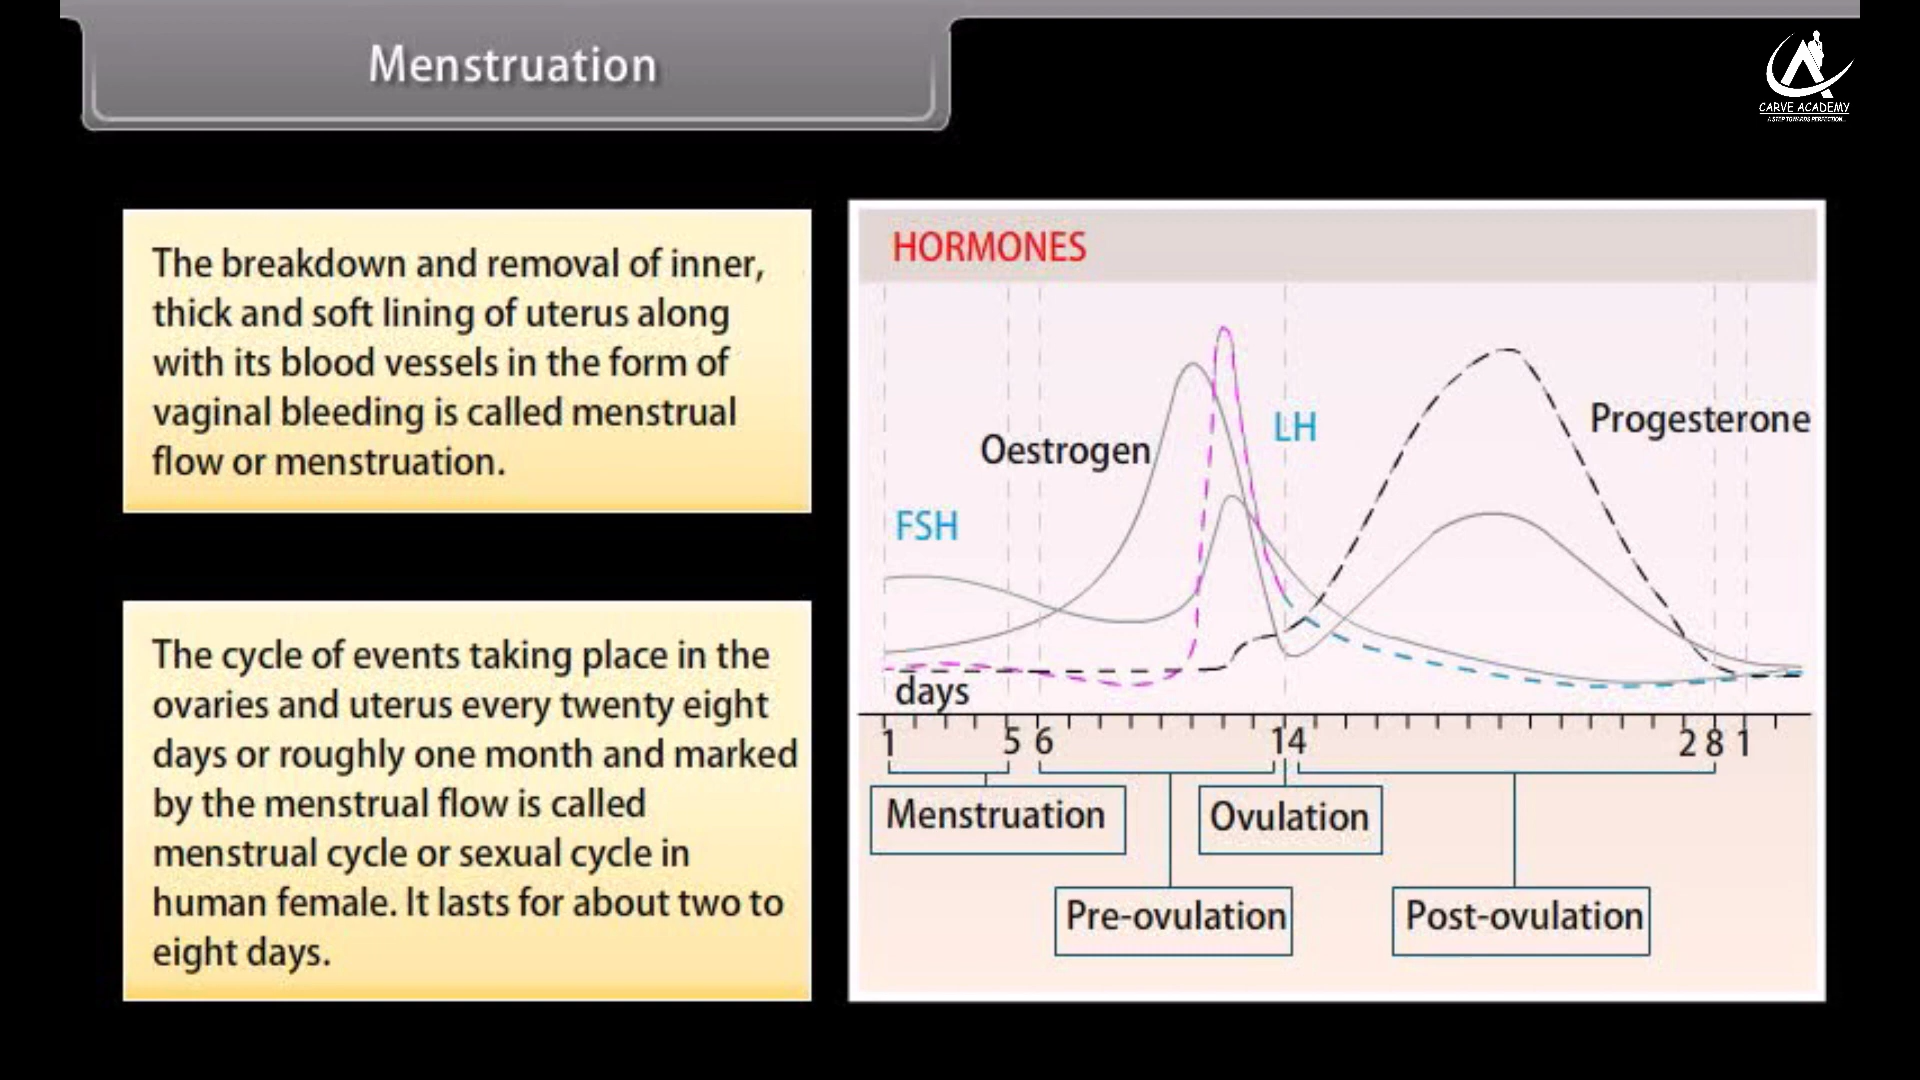 Menstruation
CARVE ACADEMY
A STEP TOWARDS PERFECTION...
The breakdown and removal of inner,
thick and soft lining of uterus along
with its blood vessels in the form of
vaginal bleeding is called menstrual
flow or menstruation.
The cycle of events taking place in the
ovaries and uterus every twenty eight
days or roughly one month and marked
by the menstrual flow is called
menstrual cycle or sexual cycle in
human female. It lasts for about two to
eight days.
HORMONES
LH
Progesterone
Oestrogen
FSH
days
1 5 6 14 28 1
Menstruation
Ovulation
Pre-ovulation
Post-ovulation